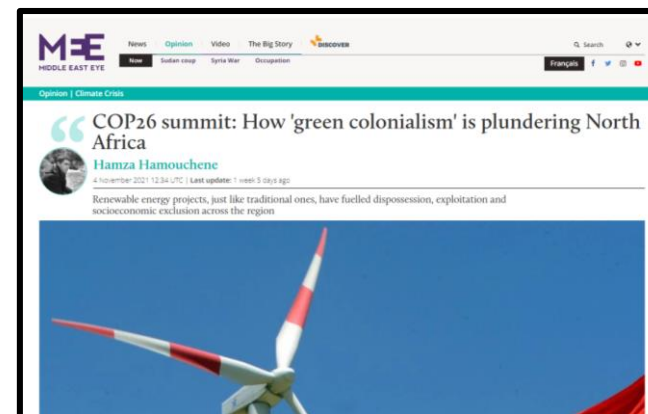 MEE
MIDDLE EAST EYE
News Opinion Video The Big Story DISCOVER
Search
Now Sudan coup Syria War Occupation
Français
Opinion | Climate Crisis
COP26 summit: How 'green colonialism' is plundering North
Africa
Hamza Hamouchene
4 November 2021 12:34 UTC | Last update: 1 week 5 days ago
Renewable energy projects, just like traditional ones, have fuelled dispossession, exploitation and
socioeconomic exclusion across the region